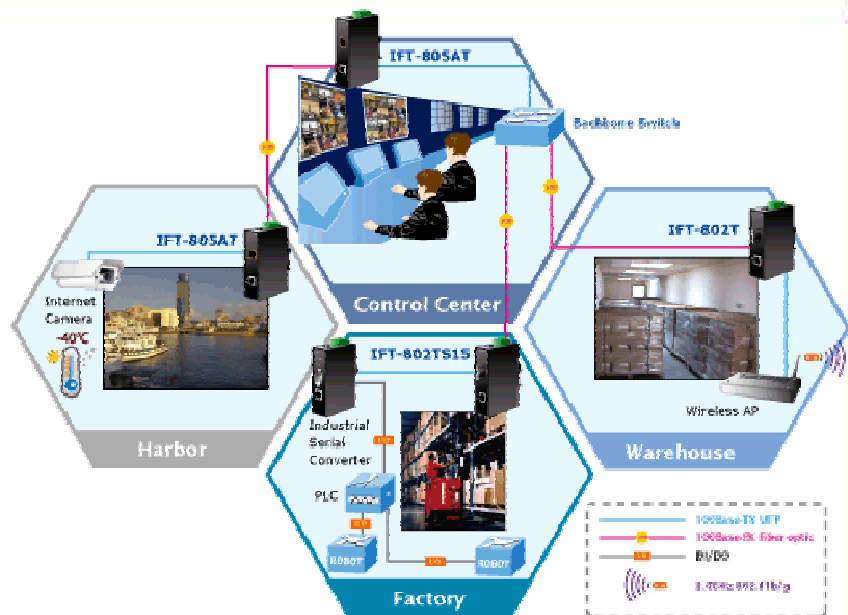 IFT-805AT
Backbone Switch
IFT-805AT
IFT-802T
Internet
Camera
-40℃
Control Center
IFT-802TS15
Wireless AP
Harbor
Industrial
Serial
Converter
Warehouse
PLC
ROBOT
ROBOT
Factory
100Base-TX UTP
100Base-FX fiber optic
DI/DO
2.4GHz 802.11b/g